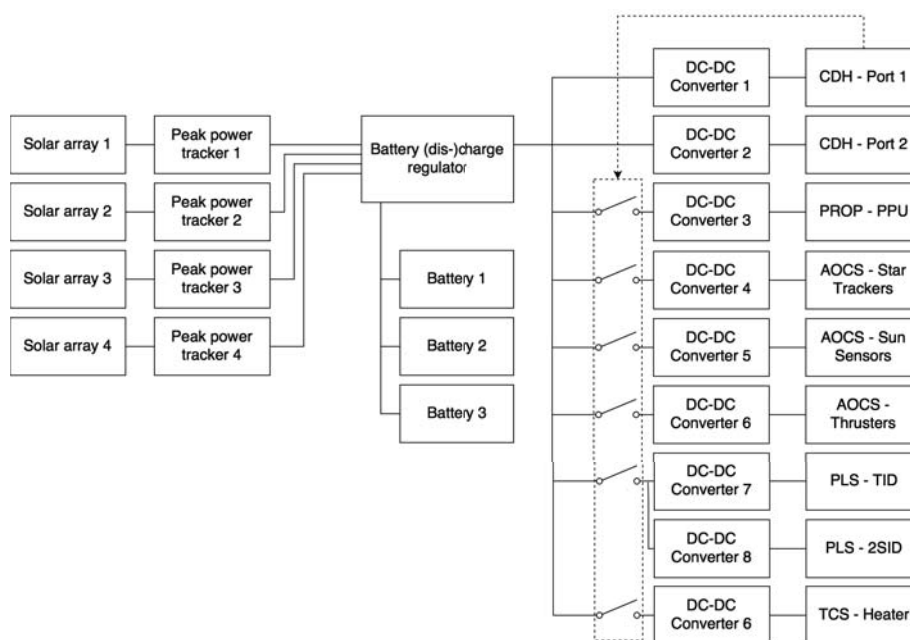 DC-DC
Converter 1
CDH - Port 1
Solar array 1
Peak power
tracker 1
Battery (dis-)charge
regulator
DC-DC
Converter 2
CDH - Port 2
Solar array 2
Peak power
tracker 2
DC-DC
Converter 3
PROP - PPU
Solar array 3
Peak power
tracker 3
Battery 1
DC-DC
Converter 4
AOCS - Star
Trackers
Solar array 4
Peak power
tracker 4
Battery 2
DC-DC
Converter 5
AOCS - Sun
Sensors
Battery 3
DC-DC
Converter 6
AOCS -
Thrusters
DC-DC
Converter 7
PLS - TID
DC-DC
Converter 8
PLS - 2SID
DC-DC
Converter 6
TCS - Heater